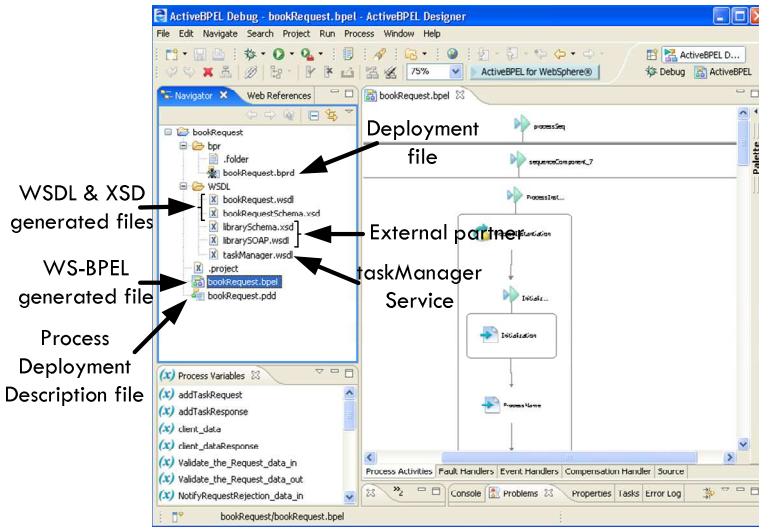 ActiveBPEL Debug - bookRequest.bpel - ActiveBPEL Designer
File Edit Navigate Search Project Run Process Window Help
75%
ActiveBPEL for WebSphere®
ActiveBPEL D...
Debug
ActiveBPEL
Navigator
Web References
bookRequest.bpel
Palette
bookRequest
bpr
.folder
bookRequest.bprd
WSDL
bookRequest.wsdl
bookRequestSchema.xsd
librarySchema.xsd
librarySOAP.wsdl
taskManager.wsdl
.project
bookRequest.bpel
bookRequest.pdd
Deployment
file
WSDL & XSD
generated files
External partner
WS-BPEL
generated file
taskManager
Service
Process
Deployment
Description file
processSeq
sequenceComponent_7
ProcessInst...
Initializ...
Initialization
ProcessName
Process Variables
addTaskRequest
addTaskResponse
client_data
client_dataResponse
Validate_the_Request_data_in
Validate_the_Request_data_out
NotifyRequestRejection_data_in
Process Activities Fault Handlers Event Handlers Compensation Handler Source
»2
Console Problems Properties Tasks Error Log
bookRequest/bookRequest.bpel